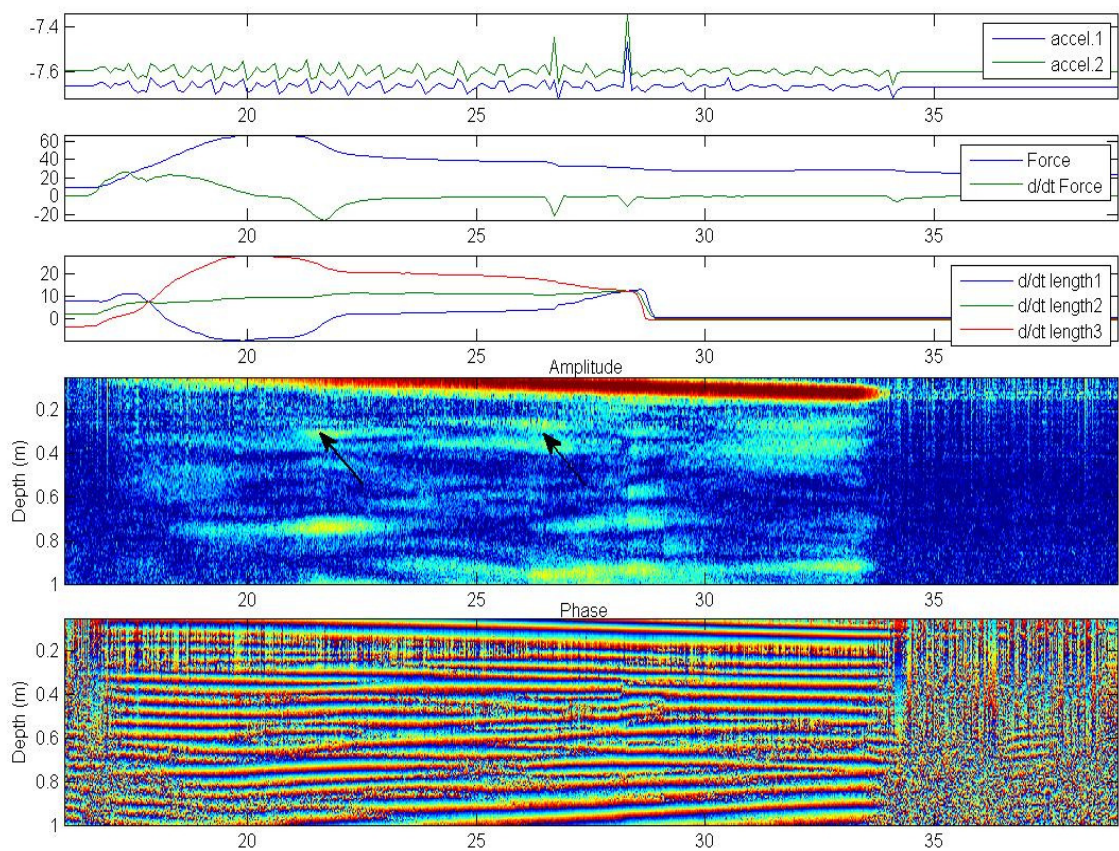 -7.4
-7.6
accel.1
accel.2
20 25 30 35
60
40
20
0
-20
Force
d/dt Force
20 25 30 35
20
10
0
d/dt length1
d/dt length2
d/dt length3
20 25 30 35
Amplitude
Depth (m)
0.2
0.4
0.6
0.8
1
20 25 30 35
Phase
Depth (m)
0.2
0.4
0.6
0.8
1
20 25 30 35